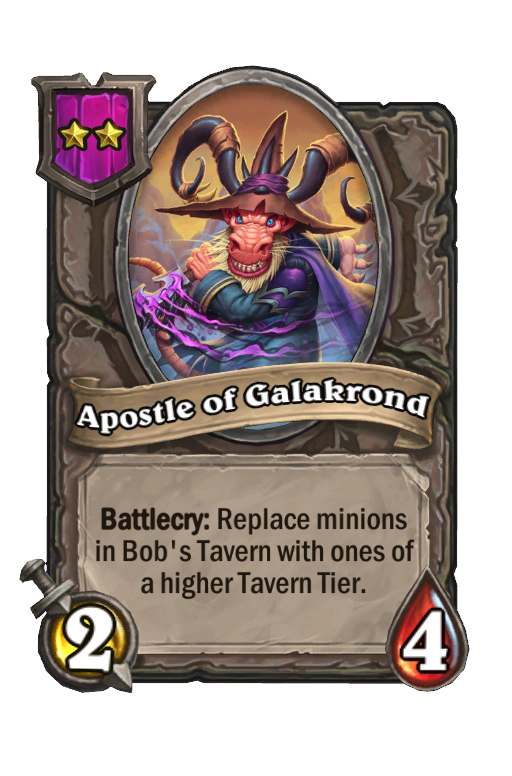 Apostle of Galakrond
Battlecry: Replace minions
in Bob's Tavern with ones of
a higher Tavern Tier.
2
4